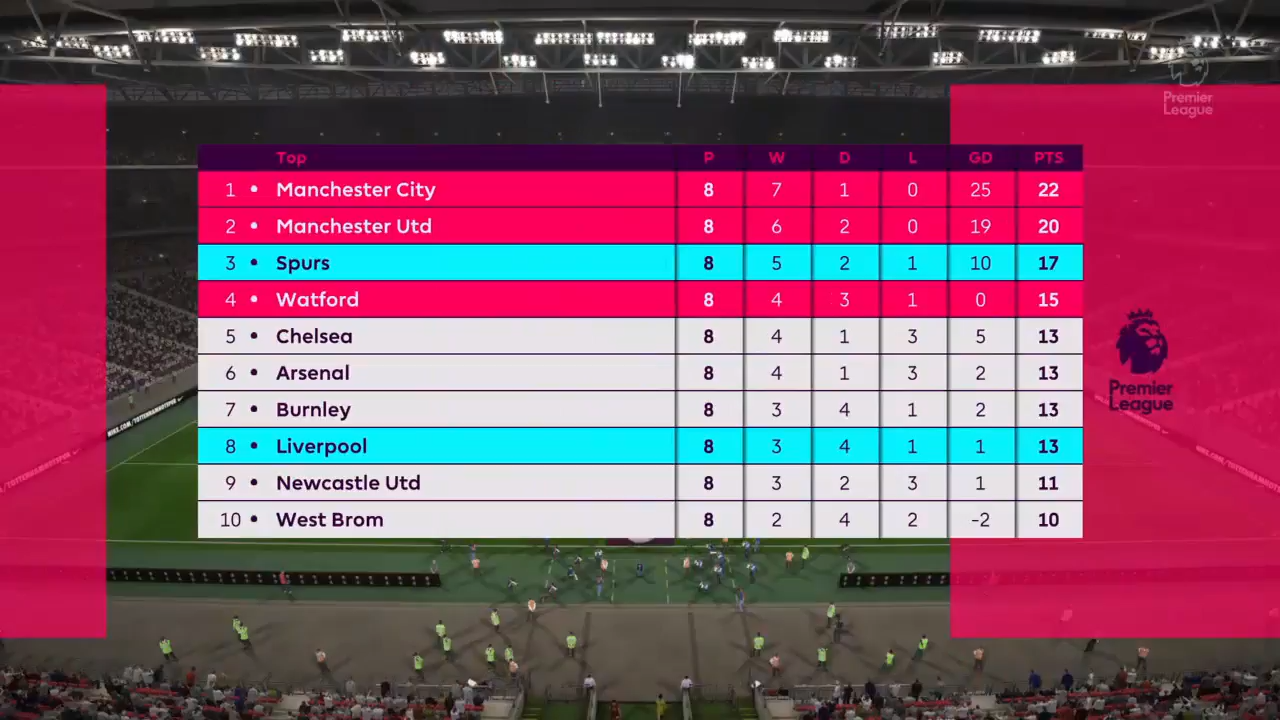 Premier
League
Top P W D L GD PTS
1 • Manchester City 8 7 1 0 25 22
2 • Manchester Utd 8 6 2 0 19 20
3 • Spurs 8 5 2 1 10 17
4 • Watford 8 4 3 1 0 15
5 • Chelsea 8 4 1 3 5 13
6 • Arsenal 8 4 1 3 2 13
7 • Burnley 8 3 4 1 2 13
8 • Liverpool 8 3 4 1 1 13
9 • Newcastle Utd 8 3 2 3 1 11
10 • West Brom 8 2 4 2 -2 10
Premier
League
NIKE.COM/TOTTENHAMHOTSPUR